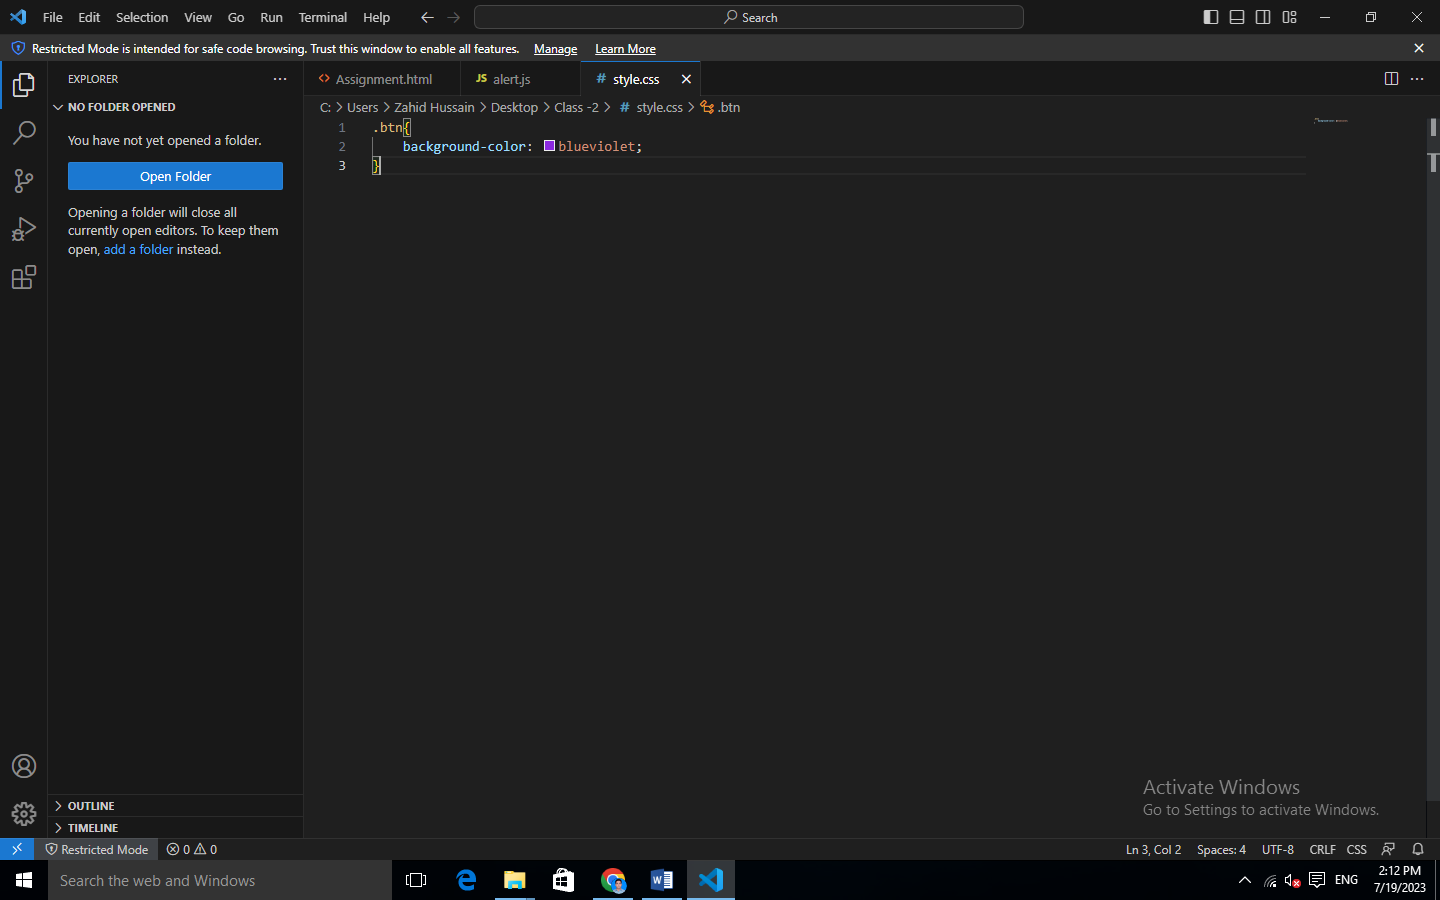 File Edit Selection View Go Run Terminal Help
Search
Restricted Mode is intended for safe code browsing. Trust this window to enable all features. Manage Learn More
EXPLORER
NO FOLDER OPENED
You have not yet opened a folder.
Open Folder
Opening a folder will close all
currently open editors. To keep them
open, add a folder instead.
OUTLINE
TIMELINE
<> Assignment.html
JS alert.js
# style.css
C: > Users > Zahid Hussain > Desktop > Class -2 > # style.css > .btn
1 .btn{
2 background-color: blueviolet;
3 }
Activate Windows
Go to Settings to activate Windows.
Restricted Mode 0 0
Ln 3, Col 2 Spaces: 4 UTF-8 CRLF CSS
Search the web and Windows
ENG
2:12 PM
7/19/2023